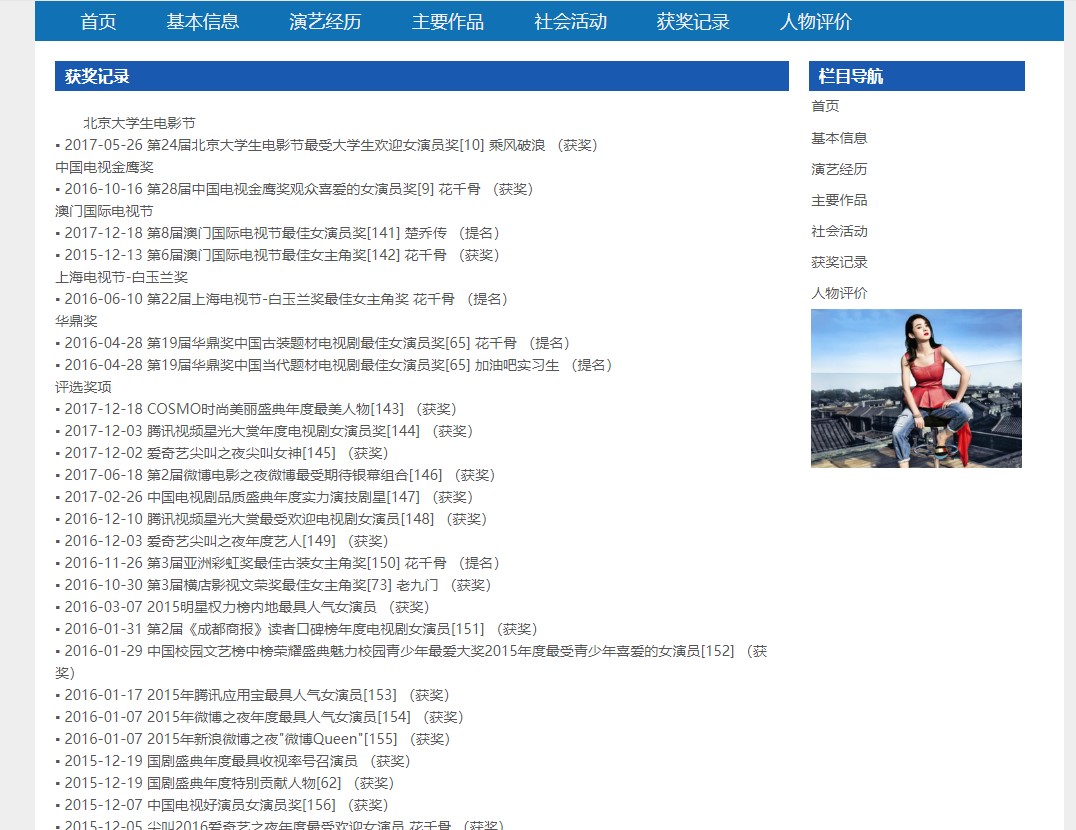 首页 基本信息 演艺经历 主要作品 社会活动 获奖记录 人物评价
获奖记录
北京大学生电影节
▪ 2017-05-26 第24届北京大学生电影节最受大学生欢迎女演员奖[10] 乘风破浪 （获奖）
中国电视金鹰奖
▪ 2016-10-16 第28届中国电视金鹰奖观众喜爱的女演员奖[9] 花千骨 （获奖）
澳门国际电视节
▪ 2017-12-18 第8届澳门国际电视节最佳女演员奖[141] 楚乔传 （提名）
▪ 2015-12-13 第6届澳门国际电视节最佳女主角奖[142] 花千骨 （获奖）
上海电视节-白玉兰奖
▪ 2016-06-10 第22届上海电视节-白玉兰奖最佳女主角奖 花千骨 （提名）
华鼎奖
▪ 2016-04-28 第19届华鼎奖中国古装题材电视剧最佳女演员奖[65] 花千骨 （提名）
▪ 2016-04-28 第19届华鼎奖中国当代题材电视剧最佳女演员奖[65] 加油吧实习生 （提名）
评选奖项
▪ 2017-12-18 COSMO时尚美丽盛典年度最美人物[143] （获奖）
▪ 2017-12-03 腾讯视频星光大赏年度电视剧女演员奖[144] （获奖）
▪ 2017-12-02 爱奇艺尖叫之夜尖叫女神[145] （获奖）
▪ 2017-06-18 第2届微博电影之夜微博最受期待银幕组合[146] （获奖）
▪ 2017-02-26 中国电视剧品质盛典年度实力演技剧星[147] （获奖）
▪ 2016-12-10 腾讯视频星光大赏最受欢迎电视剧女演员[148] （获奖）
▪ 2016-12-03 爱奇艺尖叫之夜年度艺人[149] （获奖）
▪ 2016-11-26 第3届亚洲彩虹奖最佳古装女主角奖[150] 花千骨 （提名）
▪ 2016-10-30 第3届横店影视文荣奖最佳女主角奖[73] 老九门 （获奖）
▪ 2016-03-07 2015明星权力榜内地最具人气女演员 （获奖）
▪ 2016-01-31 第2届《成都商报》读者口碑榜年度电视剧女演员[151] （获奖）
▪ 2016-01-29 中国校园文艺榜中榜荣耀盛典魅力校园青少年最爱大奖2015年度最受青少年喜爱的女演员[152] （获
奖）
▪ 2016-01-17 2015年腾讯应用宝最具人气女演员[153] （获奖）
▪ 2016-01-07 2015年微博之夜年度最具人气女演员[154] （获奖）
▪ 2016-01-07 2015年新浪微博之夜"微博Queen"[155] （获奖）
▪ 2015-12-19 国剧盛典年度最具收视率号召演员 （获奖）
▪ 2015-12-19 国剧盛典年度特别贡献人物[62] （获奖）
▪ 2015-12-07 中国电视好演员女演员奖[156] （获奖）
▪ 2015-12-05 尖叫2016爱奇艺之夜年度最受欢迎女演员 花千骨 （获奖）
栏目导航
首页
基本信息
演艺经历
主要作品
社会活动
获奖记录
人物评价